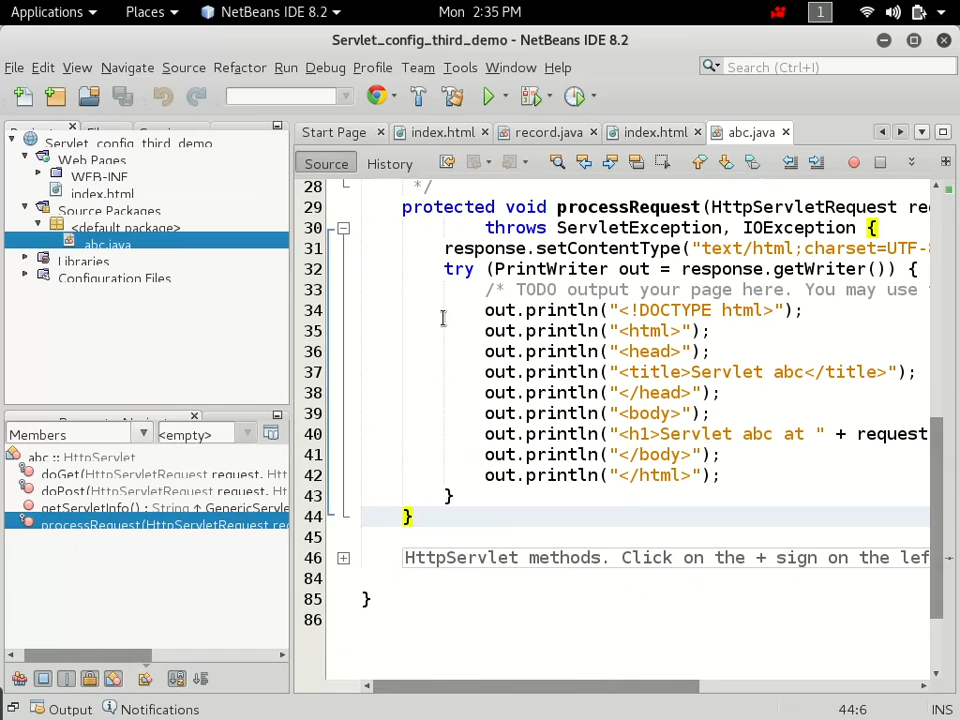 Applications Places NetBeans IDE 8.2 Mon 2:35 PM 1
Servlet_config_third_demo - NetBeans IDE 8.2
File Edit View Navigate Source Refactor Run Debug Profile Team Tools Window Help Search (Ctrl+I)
Start Page index.html record.java index.html abc.java
Source History
Servlet_config_third_demo
Web Pages
WEB-INF
index.html
Source Packages
<default package>
abc.java
Libraries
Configuration Files
Members <empty>
abc :: HttpServlet
doGet(HttpServletRequest request, Htt
doPost(HttpServletRequest request, Ht
getServletInfo() : String ↑ GenericServle
processRequest(HttpServletRequest rec
28 */
29 protected void processRequest(HttpServletRequest re
30 throws ServletException, IOException {
31 response.setContentType("text/html;charset=UTF-8
32 try (PrintWriter out = response.getWriter()) {
33 /* TODO output your page here. You may use
34 out.println("<!DOCTYPE html>");
35 out.println("<html>");
36 out.println("<head>");
37 out.println("<title>Servlet abc</title>");
38 out.println("</head>");
39 out.println("<body>");
40 out.println("<h1>Servlet abc at " + request
41 out.println("</body>");
42 out.println("</html>");
43 }
44 }
45
46 HttpServlet methods. Click on the + sign on the lef
84
85 }
86
Output Notifications 44:6 INS